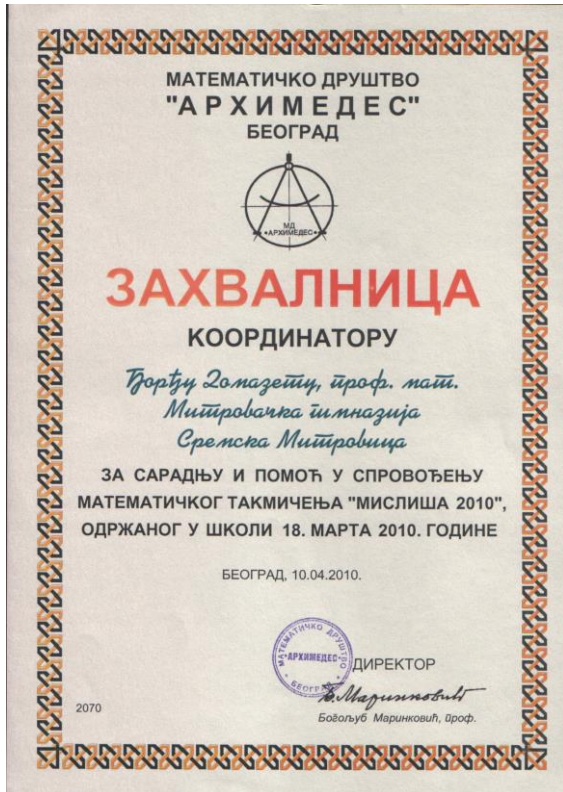 МАТЕМАТИЧКО ДРУШТВО
"АРХИМЕДЕС"
БЕОГРАД
МД
•АРХИМЕДЕС•
ЗАХВАЛНИЦА
КООРДИНАТОРУ
Ђорђу Домазету, проф. мат.
Митровачка гимназија
Сремска Митровица
ЗА САРАДЊУ И ПОМОЋ У СПРОВОЂЕЊУ
МАТЕМАТИЧКОГ ТАКМИЧЕЊА "МИСЛИША 2010",
ОДРЖАНОГ У ШКОЛИ 18. МАРТА 2010. ГОДИНЕ
БЕОГРАД, 10.04.2010.
МАТЕМАТИЧКО ДРУШТВО
•АРХИМЕДЕС•
БЕОГРАД
ДИРЕКТОР
Б. Маринковић
Богољуб Маринковић, проф.
2070